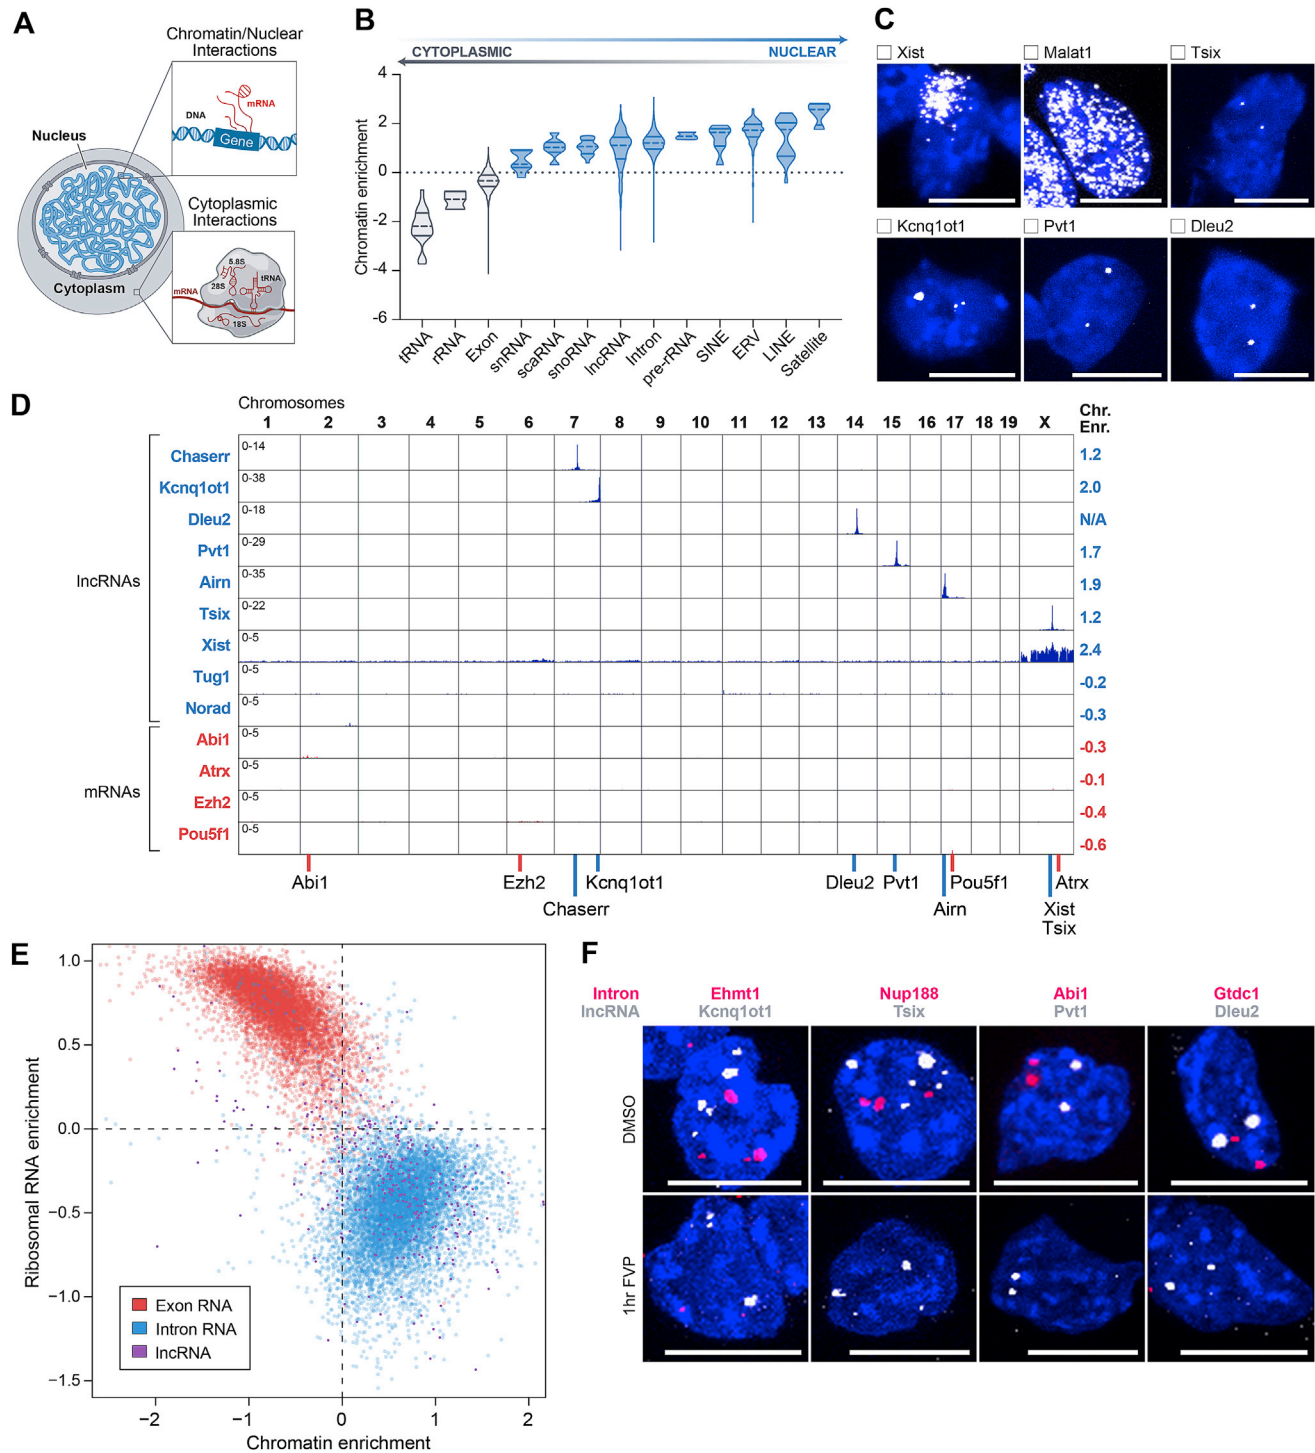 A
Chromatin/Nuclear
Interactions
DNA
mRNA
Gene
Nucleus
Cytoplasmic
Interactions
Cytoplasm
5.8S
28S
tRNA
mRNA
18S
B
CYTOPLASMIC
NUCLEAR
Chromatin enrichment
4
2
0
-2
-4
-6
tRNA
rRNA
Exon
snRNA
scaRNA
snoRNA
lncRNA
Intron
pre-rRNA
SINE
ERV
LINE
Satellite
C
Xist
Malat1
Tsix
Kcnq1ot1
Pvt1
Dleu2
D
Chromosomes
1 2 3 4 5 6 7 8 9 10 11 12 13 14 15 16 17 18 19 X
Chr.
Enr.
lncRNAs
Chaserr 0-14 1.2
Kcnq1ot1 0-38 2.0
Dleu2 0-18 N/A
Pvt1 0-29 1.7
Airn 0-35 1.9
Tsix 0-22 1.2
Xist 0-5 2.4
Tug1 0-5 -0.2
Norad 0-5 -0.3
mRNAs
Abi1 0-5 -0.3
Atrx 0-5 -0.1
Ezh2 0-5 -0.4
Pou5f1 0-5 -0.6
Abi1 Ezh2 Kcnq1ot1 Dleu2 Pvt1 Pou5f1 Atrx
Chaserr Airn Xist
Tsix
E
Ribosomal RNA enrichment
1.0
0.5
0.0
−0.5
−1.0
−1.5
Exon RNA
Intron RNA
lncRNA
−2 −1 0 1 2
Chromatin enrichment
F
Intron Ehmt1 Nup188 Abi1 Gtdc1
lncRNA Kcnq1ot1 Tsix Pvt1 Dleu2
DMSO
1hr FVP